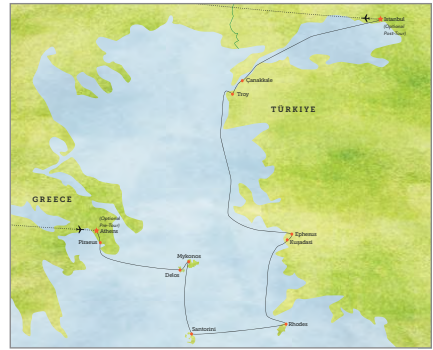 Istanbul
(Optional
Post-Tour)
Çanakkale
Troy
TÜRKIYE
GREECE
(Optional
Pre-Tour)
Athens
Piraeus
Ephesus
Kuşadasi
Mykonos
Delos
Santorini
Rhodes